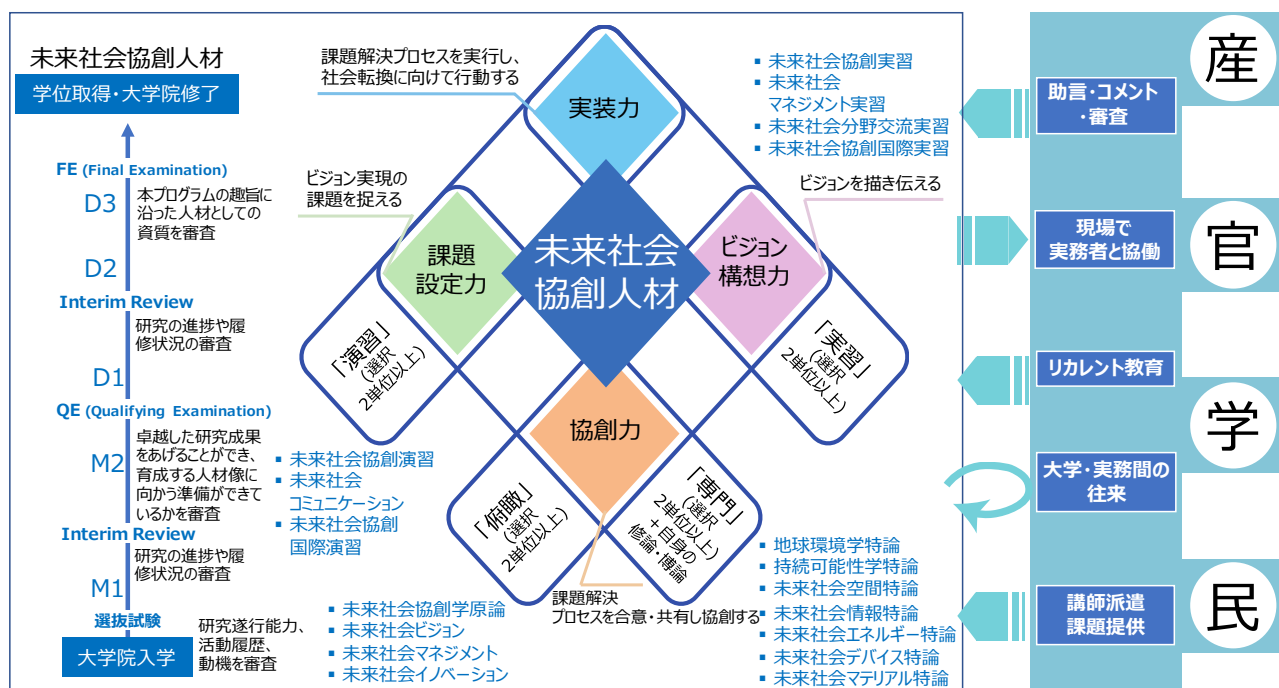 未来社会協創人材
学位取得・大学院修了
FE (Final Examination)
D3
本プログラムの趣旨に
沿った人材としての
資質を審査
D2
Interim Review
研究の進捗や履
修状況の審査
D1
QE (Qualifying Examination)
M2
卓越した研究成果
をあげることができ、
育成する人材像に
向かう準備ができて
いるかを審査
Interim Review
研究の進捗や履
修状況の審査
M1
選抜試験
大学院入学
研究遂行能力、
活動履歴、
動機を審査
課題解決プロセスを実行し、
社会転換に向けて行動する
実装力
▪ 未来社会協創実習
▪ 未来社会
マネジメント実習
▪ 未来社会分野交流実習
▪ 未来社会協創国際実習
ビジョン実現の
課題を捉える
課題
設定力
未来社会
協創人材
ビジョンを描き伝える
ビジョン
構想力
協創力
「演習」
(選択
2単位以上)
「実習」
(選択
2単位以上)
「俯瞰」
(選択
2単位以上)
「専門」
(選択
2単位以上)
+自身の
修論・博論
▪ 未来社会協創演習
▪ 未来社会
コミュニケーション
▪ 未来社会協創
国際演習
課題解決
プロセスを合意・共有し協創する
▪ 未来社会協創学原論
▪ 未来社会ビジョン
▪ 未来社会マネジメント
▪ 未来社会イノベーション
▪ 地球環境学特論
▪ 持続可能性学特論
▪ 未来社会空間特論
▪ 未来社会情報特論
▪ 未来社会エネルギー特論
▪ 未来社会デバイス特論
▪ 未来社会マテリアル特論
助言・コメント
・審査
現場で
実務者と協働
リカレント教育
大学・実務間の
往来
講師派遣
課題提供
産
官
学
民